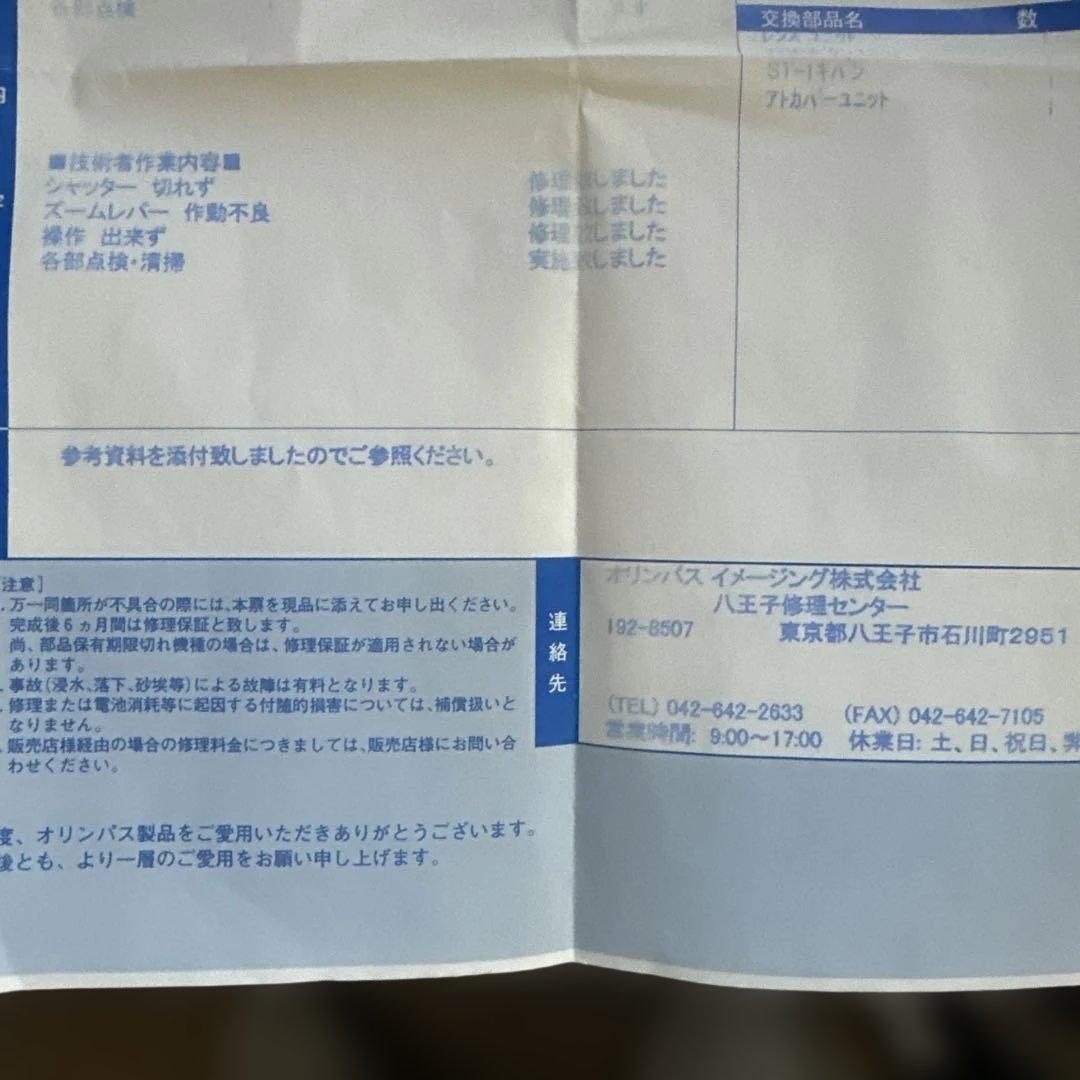 各部点検
交換部品名 数
ST-1キバン
アトカバーユニット
■技術者作業内容■
シャッター 切れず 修理致しました
ズームレバー 作動不良 修理致しました
操作 出来ず 修理致しました
各部点検・清掃 実施致しました
参考資料を添付致しましたのでご参照ください。
注意]
.万一同箇所が不具合の際には、本票を現品に添えてお申し出ください。
完成後6ヵ月間は修理保証と致します。
尚、部品保有期限切れ機種の場合は、修理保証が適用されない場合が
あります。
.事故(浸水、落下、砂埃等)による故障は有料となります。
.修理または電池消耗等に起因する付随的損害については、補償扱いと
なりません。
.販売店様経由の場合の修理料金につきましては、販売店様にお問い合
わせください。
度、オリンパス製品をご愛用いただきありがとうございます。
後とも、より一層のご愛用をお願い申し上げます。
連絡先
オリンパス イメージング株式会社
八王子修理センター
192-8507 東京都八王子市石川町2951
(TEL) 042-642-2633 (FAX) 042-642-7105
営業時間: 9:00～17:00 休業日: 土、日、祝日、弊